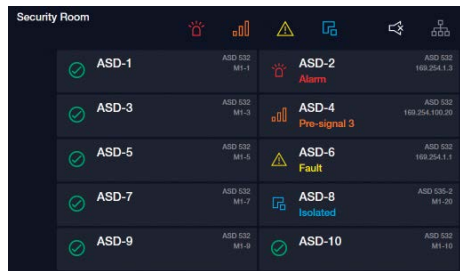 Security Room
ASD-1
ASD 532
M1-1
ASD-2
Alarm
ASD 532
169.254.1.3
ASD-3
ASD 532
M1-3
ASD-4
Pre-signal 3
ASD 532
169.254.100.20
ASD-5
ASD 532
M1-5
ASD-6
Fault
ASD 532
169.254.1.1
ASD-7
ASD 532
M1-7
ASD-8
Isolated
ASD 535-2
M1-20
ASD-9
ASD 532
M1-9
ASD-10
ASD 532
M1-10